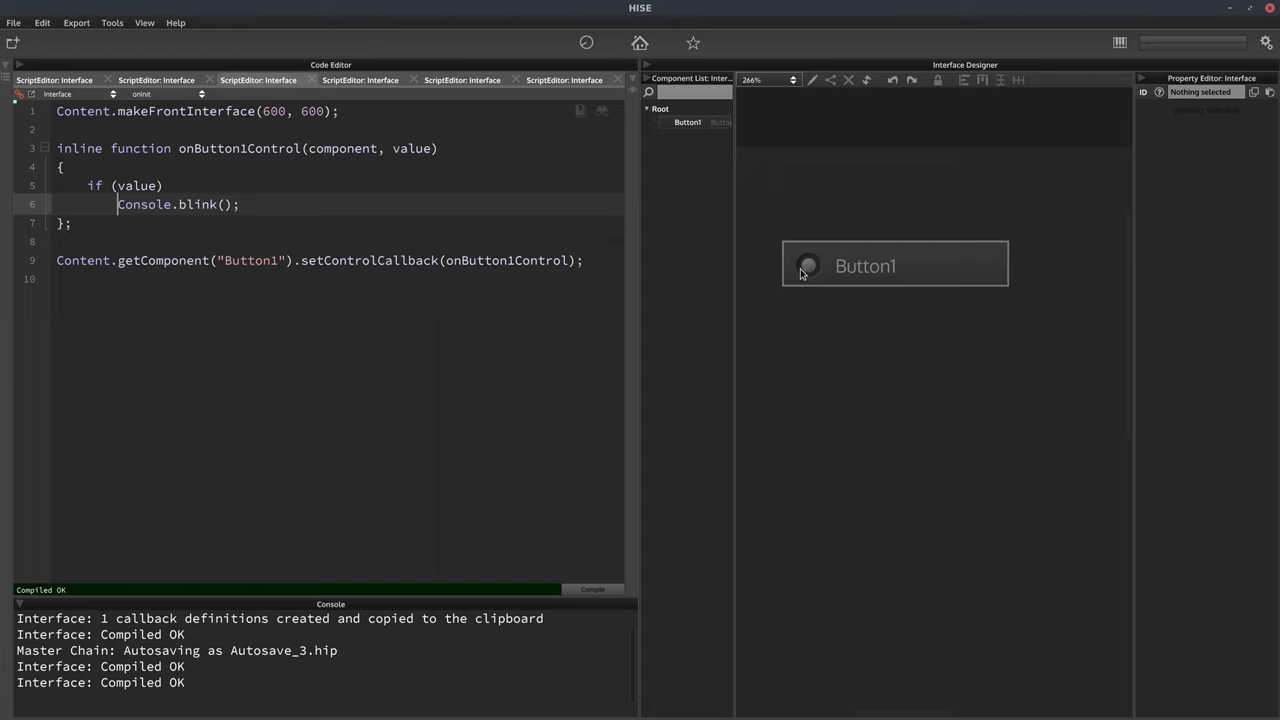 HISE
File Edit Export Tools View Help
Code Editor
Interface Designer
ScriptEditor: Interface ScriptEditor: Interface ScriptEditor: Interface ScriptEditor: Interface ScriptEditor: Interface ScriptEditor: Interface
Component List: Inter...
266%
Property Editor: Interface
Interface onInit
ID Nothing selected
1 Content.makeFrontInterface(600, 600);
Root
(nothing selected)
Button1 Button
2
3 inline function onButton1Control(component, value)
4 {
5 if (value)
6 Console.blink();
7 };
8
9 Content.getComponent("Button1").setControlCallback(onButton1Control);
10
Button1
Compiled OK
Compile
Console
Interface: 1 callback definitions created and copied to the clipboard
Interface: Compiled OK
Master Chain: Autosaving as Autosave_3.hip
Interface: Compiled OK
Interface: Compiled OK